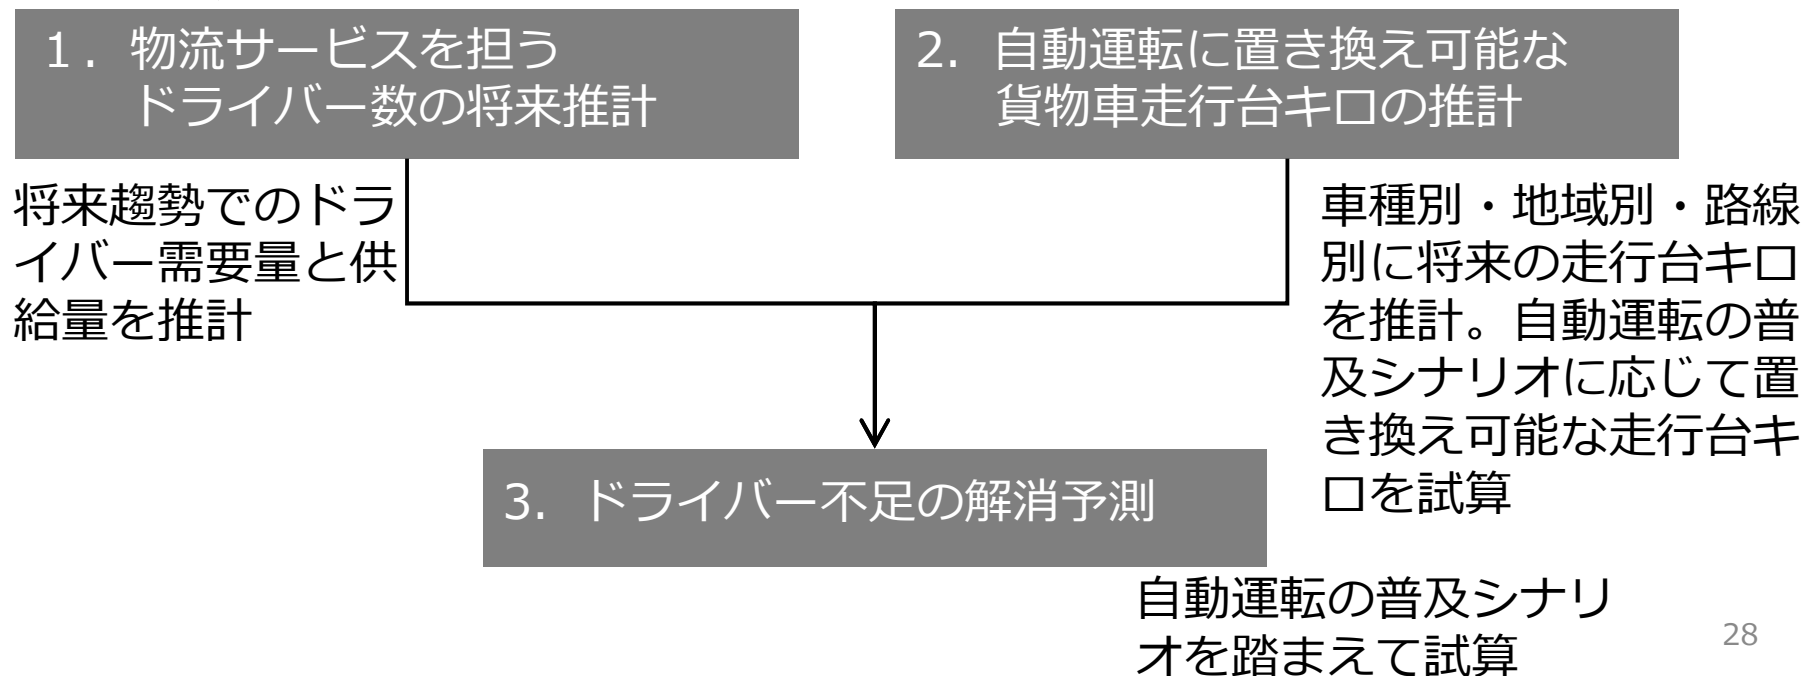 １．物流サービスを担う
ドライバー数の将来推計
2. 自動運転に置き換え可能な
貨物車走行台キロの推計
将来趨勢でのドラ
イバー需要量と供
給量を推計
車種別・地域別・路線
別に将来の走行台キロ
を推計。自動運転の普
及シナリオに応じて置
き換え可能な走行台キ
ロを試算
3. ドライバー不足の解消予測
自動運転の普及シナリ
オを踏まえて試算
28